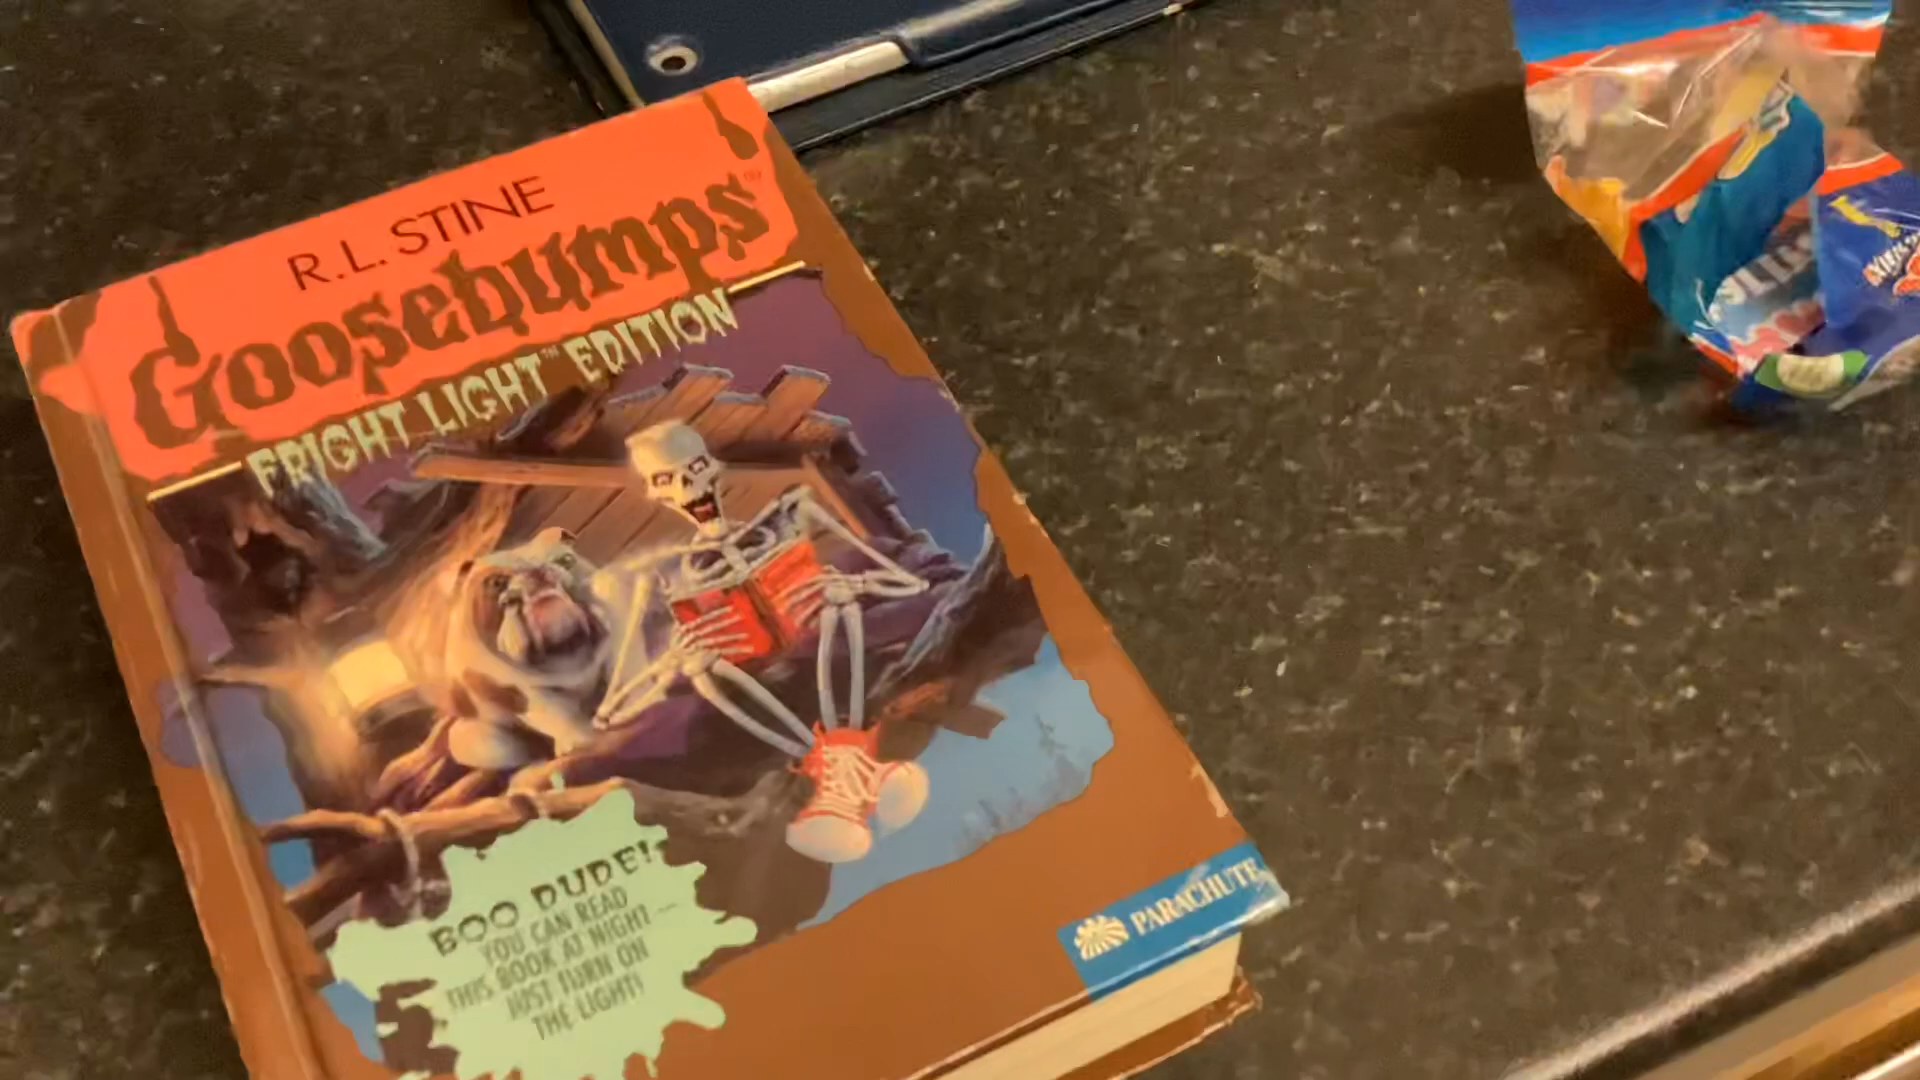 R.L. STINE
Goosebumps
FRIGHT LIGHT™ EDITION
BOO DUDE!
YOU CAN READ
THIS BOOK AT NIGHT —
JUST TURN ON
THE LIGHT!
PARACHUTE